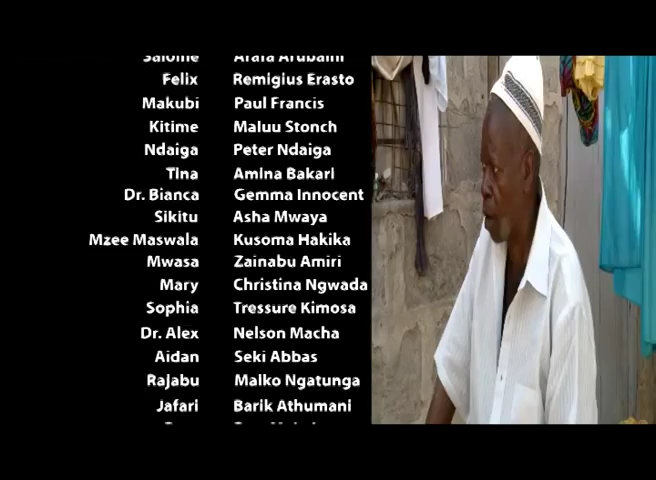 Felix Remigius Erasto
Makubi Paul Francis
Kitime Maluu Stonch
Ndaiga Peter Ndaiga
Tina Amina Bakari
Dr. Bianca Gemma Innocent
Sikitu Asha Mwaya
Mzee Maswala Kusoma Hakika
Mwasa Zainabu Amiri
Mary Christina Ngwada
Sophia Tressure Kimosa
Dr. Alex Nelson Macha
Aidan Seki Abbas
Rajabu Malko Ngatunga
Jafari Barik Athumani